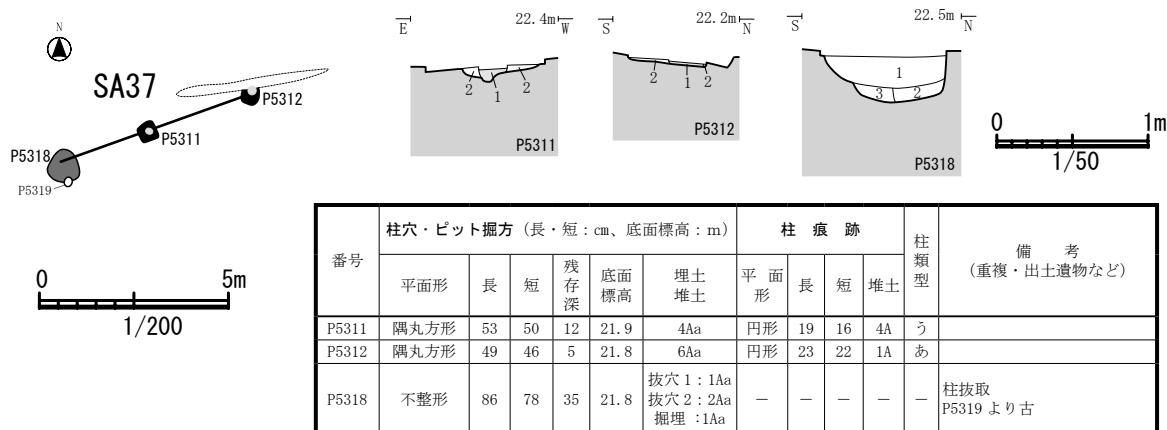 SA37
P5312
P5311
P5318
P5319
0 5m
1/200
E 22.4m W
2 1 2
P5311
S 22.2m N
2 1 2
P5312
S 22.5m N
1
3 2
P5318
0 1m
1/50
番号 柱穴・ピット掘方(長・短:㎝、底面標高:m) 柱痕跡 柱類型 備考(重複・出土遺物など)
平面形 長 短 残存深 底面標高 埋土堆土 平面形 長 短 堆土
P5311 隅丸方形 53 50 12 21.9 4Aa 円形 19 16 4A う
P5312 隅丸方形 49 46 5 21.8 6Aa 円形 23 22 1A あ
P5318 不整形 86 78 35 21.8 抜穴1:1Aa 抜穴2:2Aa 掘埋:1Aa − − − − − 柱抜取 P5319より古